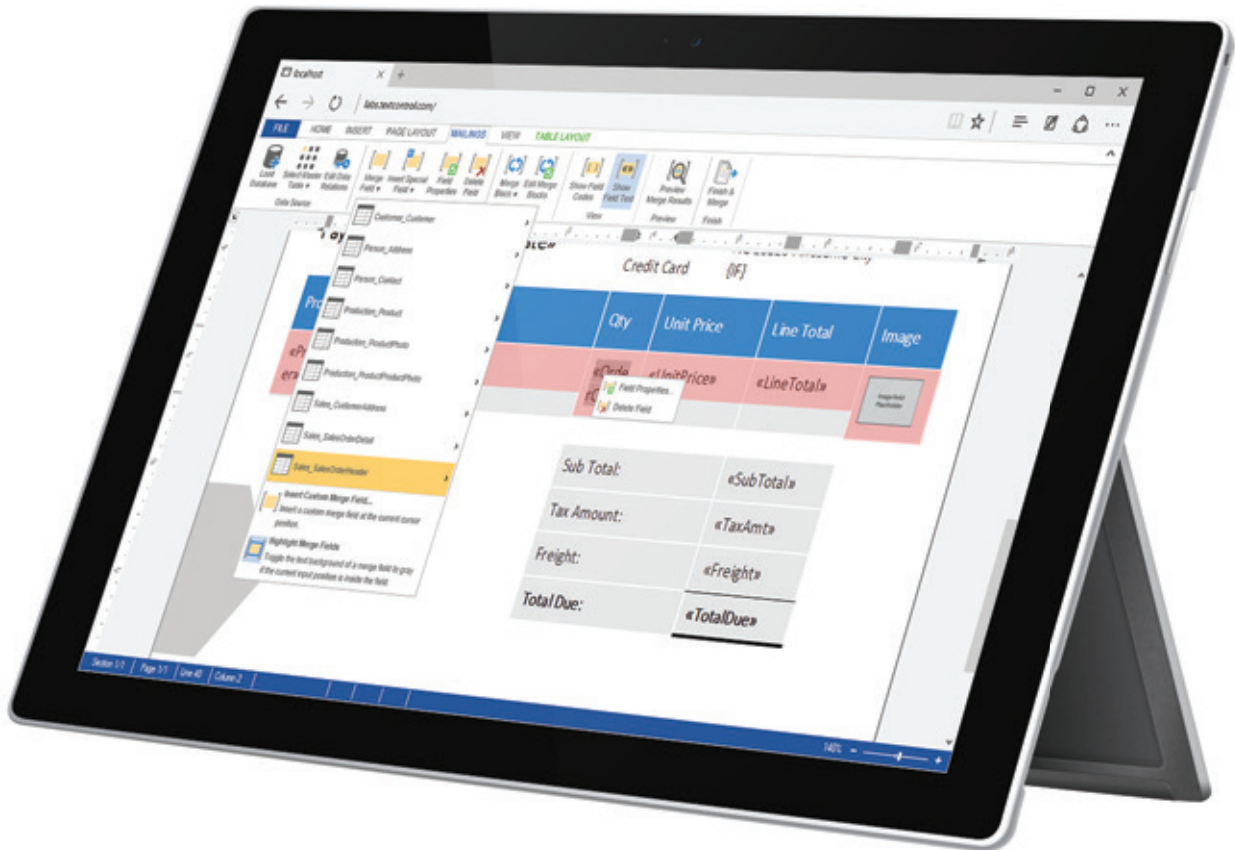 localhost
labs.textcontrol.com/
FILE HOME INSERT PAGE LAYOUT MAILINGS VIEW TABLE LAYOUT
Load Database
Select Master Table
Edit Data Relations
Merge Field
Insert Special Field
Field Properties
Delete Field
Merge Block
Edit Merge Blocks
Show Field Codes
Show Field Text
Preview Merge Results
Finish & Merge
Data Source
View
Preview
Finish
Credit Card {IF}
Qty Unit Price Line Total Image
«UnitPrice» «LineTotal»
Image Field Placeholder
Customer_Customer
Person_Address
Person_Contact
Production_Product
Production_ProductPhoto
Production_ProductProductPhoto
Sales_CustomerAddress
Sales_SalesOrderDetail
Sales_SalesOrderHeader
Insert Custom Merge Field...
Insert a custom merge field at the current cursor
position.
Highlight Merge Fields
Toggle the text background of a merge field to gray
if the current input position is inside the field.
Field Properties...
Delete Field
Sub Total: «SubTotal»
Tax Amount: «TaxAmt»
Freight: «Freight»
Total Due: «TotalDue»
Section 1/1 Page 1/1 Line 40 Column 2
140%